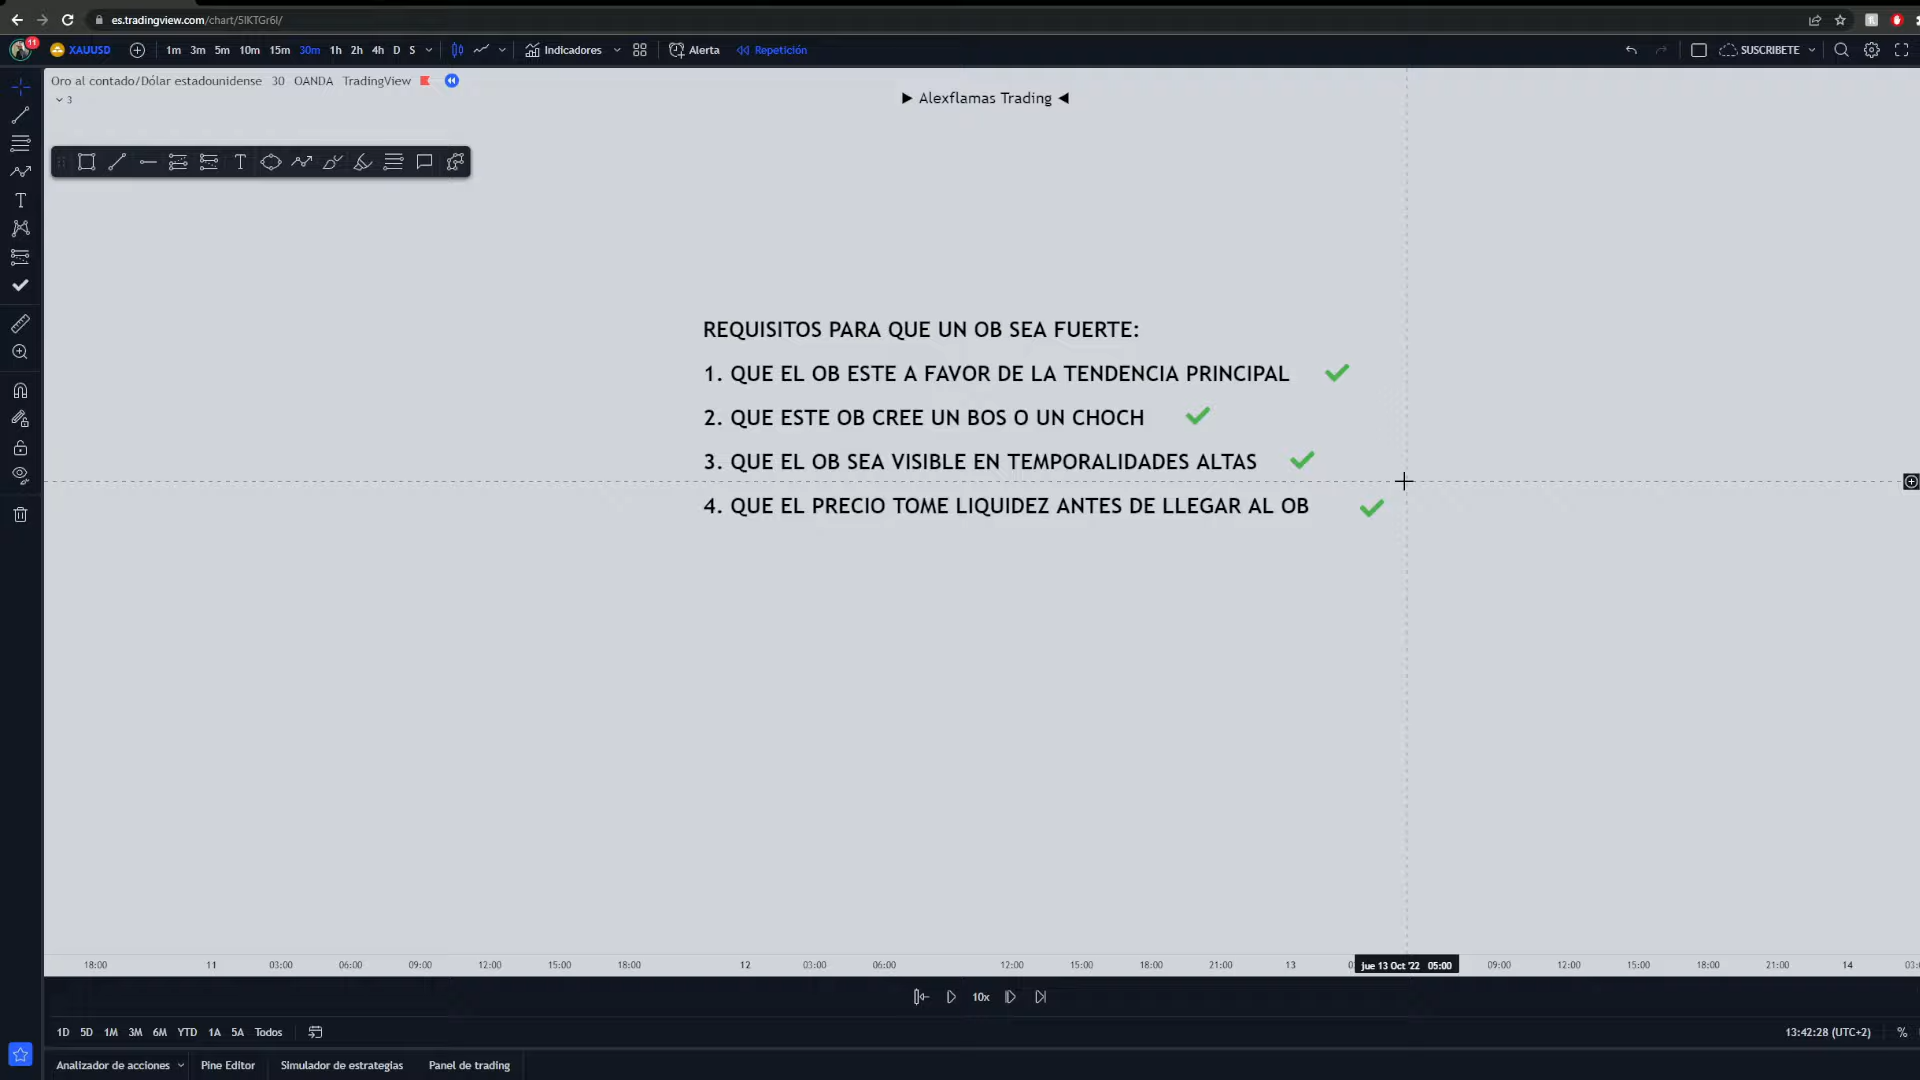 es.tradingview.com/chart/5IKTGr6I/
11 XAUUSD 1m 3m 5m 10m 15m 30m 1h 2h 4h D S Indicadores Alerta Repetición SUSCRIBETE
Oro al contado/Dólar estadounidense 30 OANDA TradingView
3
► Alexflamas Trading ◄
REQUISITOS PARA QUE UN OB SEA FUERTE:
1. QUE EL OB ESTE A FAVOR DE LA TENDENCIA PRINCIPAL
2. QUE ESTE OB CREE UN BOS O UN CHOCH
3. QUE EL OB SEA VISIBLE EN TEMPORALIDADES ALTAS
4. QUE EL PRECIO TOME LIQUIDEZ ANTES DE LLEGAR AL OB
18:00 11 03:00 06:00 09:00 12:00 15:00 18:00 12 03:00 06:00 12:00 15:00 18:00 21:00 13 jue 13 Oct '22 05:00 09:00 12:00 15:00 18:00 21:00 14
10x
1D 5D 1M 3M 6M YTD 1A 5A Todos 13:42:28 (UTC+2) %
Analizador de acciones Pine Editor Simulador de estrategias Panel de trading